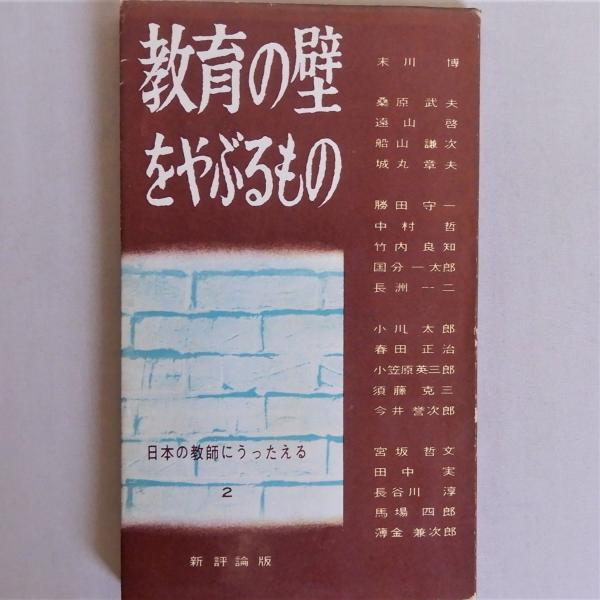 教育の壁
をやぶるもの
末川 博
桑原 武夫
遠山 啓
船山 謙次
城丸 章夫
勝田 守一
中村 哲
竹内 良知
国分 一太郎
長洲 一二
小川 太郎
春田 正治
小笠原英三郎
須藤 克三
今井 誉次郎
宮坂 哲文
田中 実
長谷川 淳
馬場 四郎
薄金 兼次郎
日本の教師にうったえる
2
新評論版